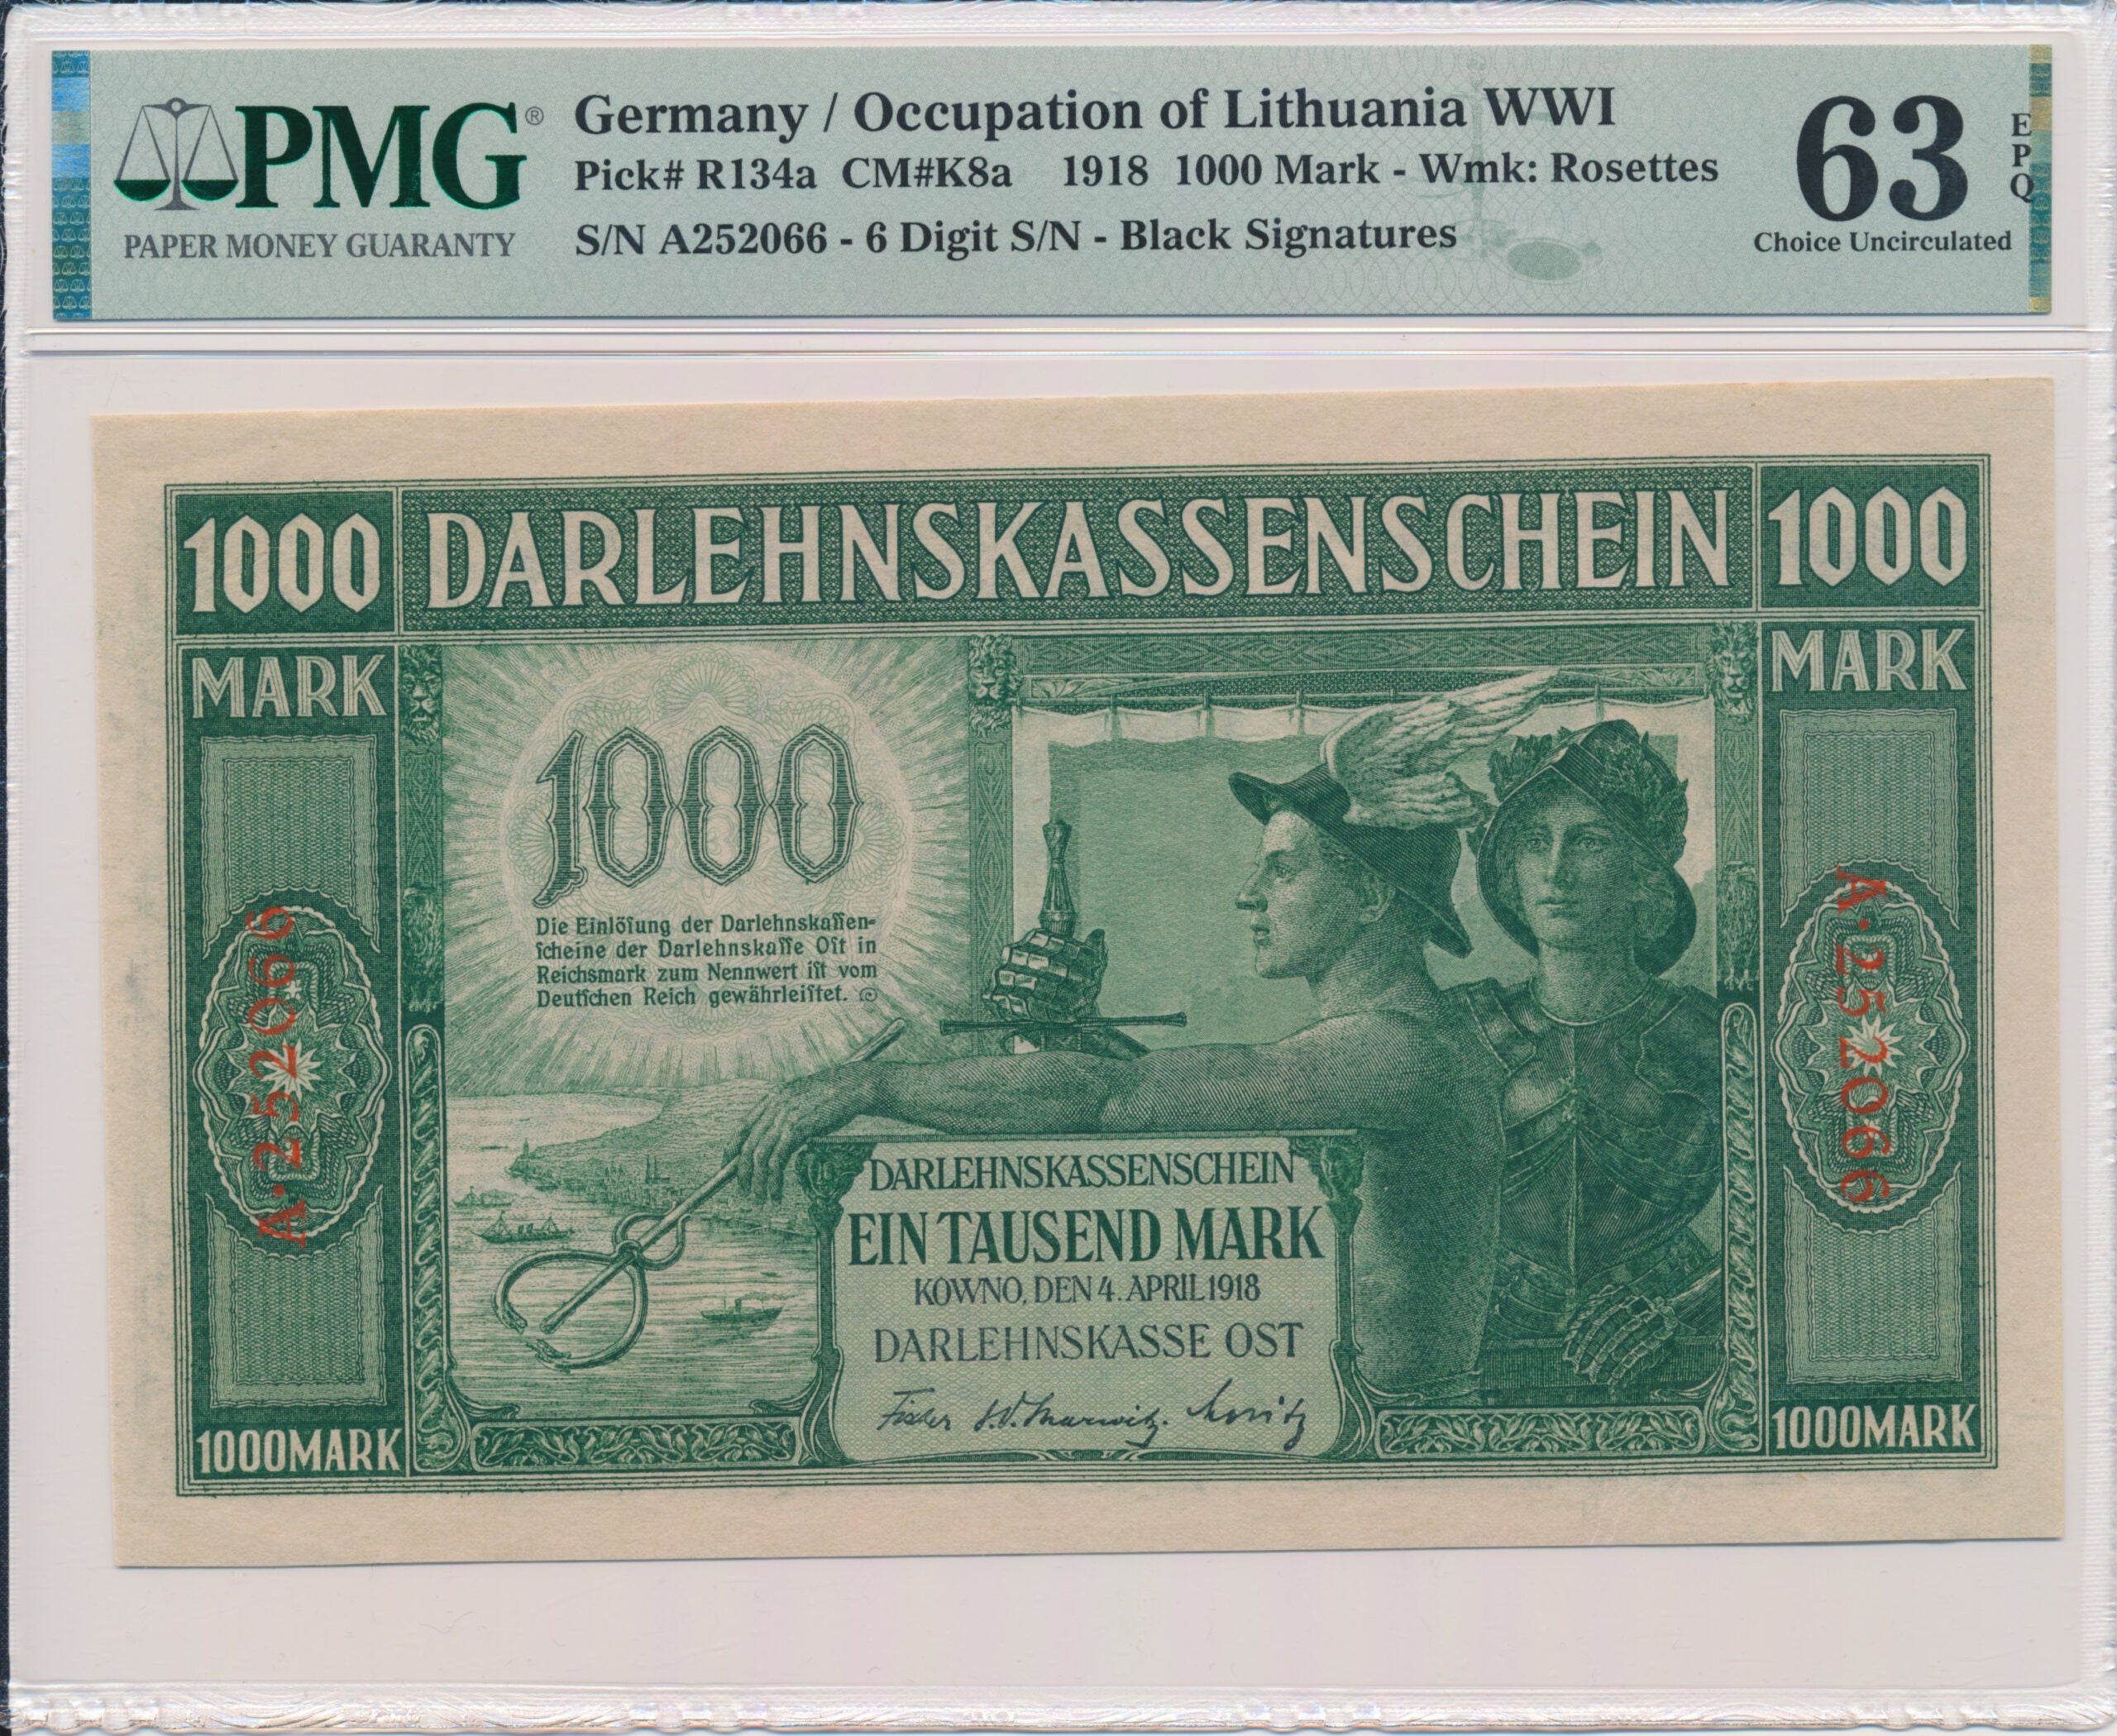 PMG®
PAPER MONEY GUARANTY
Germany / Occupation of Lithuania WWI
Pick# R134a CM#K8a 1918 1000 Mark - Wmk: Rosettes
S/N A252066 - 6 Digit S/N - Black Signatures
63
EPQ
Choice Uncirculated
1000 DARLEHNSKASSENSCHEIN 1000
MARK MARK
1000
Die Einlöſung der Darlehnskaſſen-
ſcheine der Darlehnskaſſe Oſt in
Reichsmark zum Nennwert iſt vom
Deutſchen Reich gewährleiſtet.
A·252066
A·252066
DARLEHNSKASSENSCHEIN
EIN TAUSEND MARK
KOWNO, DEN 4. APRIL 1918
DARLEHNSKASSE OST
1000MARK 1000MARK